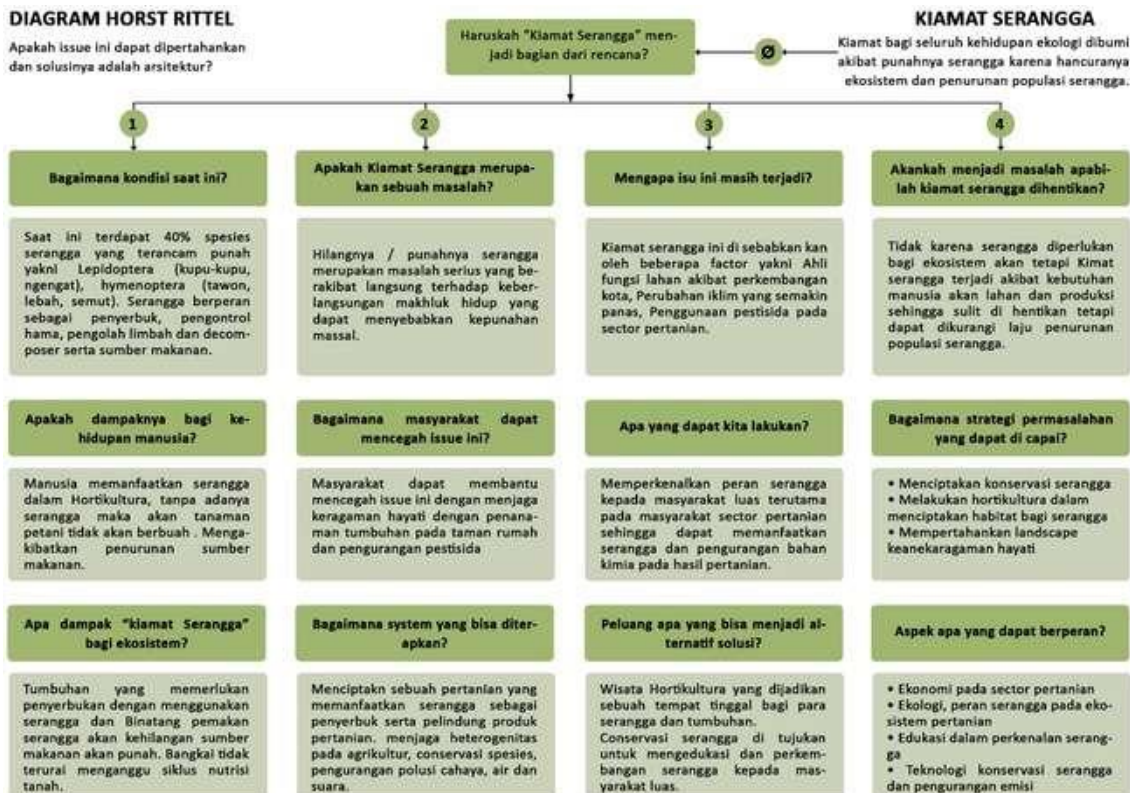 DIAGRAM HORST RITTEL
Apakah issue ini dapat dipertahankan
dan solusinya adalah arsitektur?
Haruskah "Kiamat Serangga" men-
jadi bagian dari rencana?
Ø
KIAMAT SERANGGA
Kiamat bagi seluruh kehidupan ekologi dibumi
akibat punahnya serangga karena hancuranya
ekosistem dan penurunan populasi serangga.
1
2
3
4
Bagaimana kondisi saat ini?
Saat ini terdapat 40% spesies
serangga yang terancam punah
yakni Lepidoptera (kupu-kupu,
bengengat), hymenoptera (tawon,
lebah, semut). Serangga berperan
sebagai penyerbuk, pengontrol
hama, pengolah limbah dan decom-
poser serta sumber makanan.
Apakah Kiamat Serangga merupa-
kan sebuah masalah?
Hilangnya / punahnya serangga
merupakan masalah serius yang be-
rakibat langsung terhadap keber-
langsungan makhluk hidup yang
dapat menyebabkan kepunahan
massal.
Mengapa isu ini masih terjadi?
Kiamat serangga ini di sebabkan kan
oleh beberapa factor yakni Ahli
fungsi lahan akibat perkembangan
kota, Perubahan iklim yang semakin
panas, Penggunaan pestisida pada
sector pertanian.
Akankah menjadi masalah apabi-
lah kiamat serangga dihentikan?
Tidak karena serangga diperlukan
bagi ekosistem akan tetapi Kimat
serangga terjadi akibat kebutuhan
manusia akan lahan dan produksi
sehingga sulit di hentikan tetapi
dapat dikurangi laju penurunan
populasi serangga.
Apakah dampaknya bagi ke-
hidupan manusia?
Manusia memanfaatkan serangga
dalam Hortikultura, tanpa adanya
serangga maka akan tanaman
petani tidak akan berbuah . Menga-
kibatkan penurunan sumber
makanan.
Bagaimana masyarakat dapat
mencegah issue ini?
Masyarakat dapat membantu
mencegah issue ini dengan menjaga
keragaman hayati dengan penana-
man tumbuhan pada taman rumah
dan pengurangan pestisida
Apa yang dapat kita lakukan?
Memperkenalkan peran serangga
kepada masyarakat luas terutama
pada masyarakat sector pertanian
sehingga dapat memanfaatkan
serangga dan pengurangan bahan
kimia pada hasil pertanian.
Bagaimana strategi permasalahan
yang dapat di capai?
• Menciptakan konservasi serangga
• Melakukan hortikultura dalam
menciptakan habitat bagi serangga
• Mempertahankan landscape
keanekaragaman hayati
Apa dampak "kiamat Serangga"
bagi ekosistem?
Tumbuhan yang memerlukan
penyerbukan dengan menggunakan
serangga dan Binatang pemakan
serangga akan kehilangan sumber
makanan akan punah. Bangkai tidak
terurai menganggu siklus nutrisi
tanah.
Bagaimana system yang bisa diter-
apkan?
Menciptakn sebuah pertanian yang
memanfaatkan serangga sebagai
penyerbuk serta pelindung produk
pertanian. menjaga heterogenitas
pada agrikultur, conservasi spesies,
pengurangan polusi cahaya, air dan
suara.
Peluang apa yang bisa menjadi al-
ternatif solusi?
Wisata Hortikultura yang dijadikan
sebuah tempat tinggal bagi para
serangga dan tumbuhan.
Conservasi serangga di tujukan
untuk mengedukasi dan perkem-
bangan serangga kepada mas-
yarakat luas.
Aspek apa yang dapat berperan?
• Ekonomi pada sector pertanian
• Ekologi, peran serangga pada eko-
sistem pertanian
• Edukasi dalam perkenalan serang-
ga
• Teknologi konservasi serangga
dan pengurangan emisi